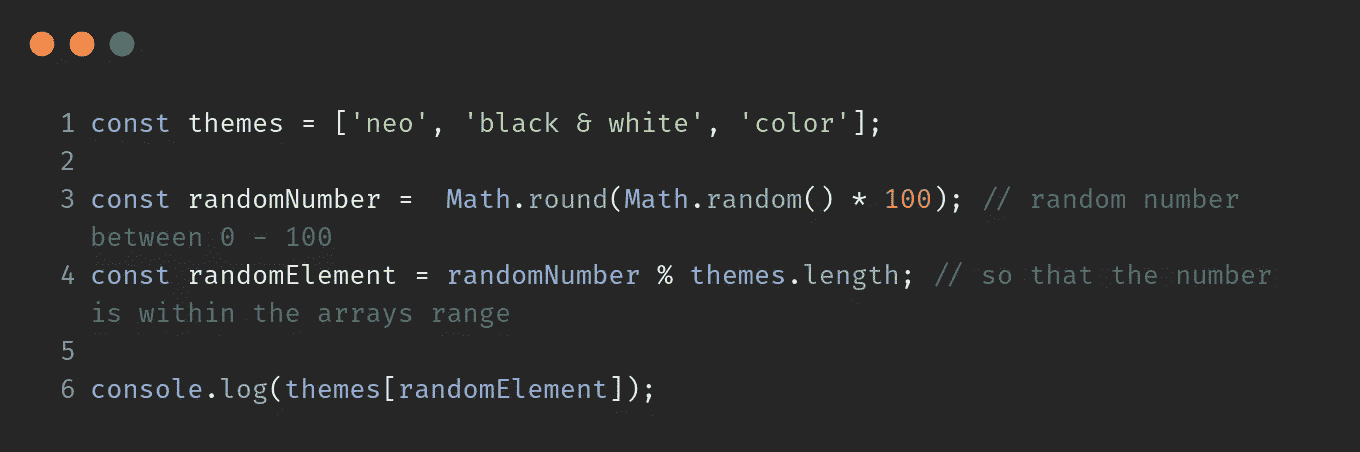 1 const themes = ['neo', 'black & white', 'color'];
2
3 const randomNumber =  Math.round(Math.random() * 100); // random number
between 0 - 100
4 const randomElement = randomNumber % themes.length; // so that the number
is within the arrays range
5
6 console.log(themes[randomElement]);